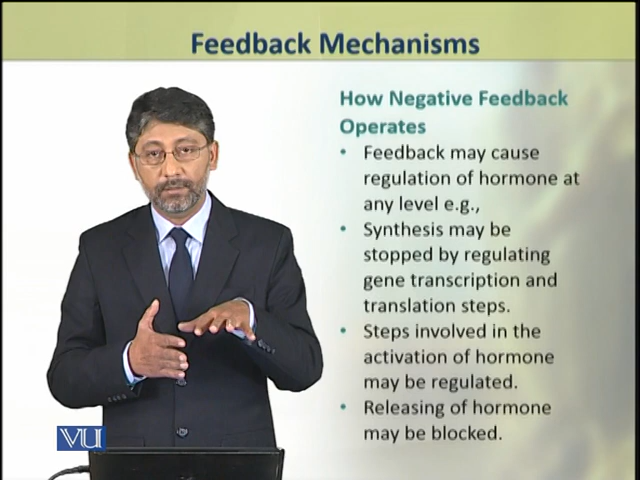 Feedback Mechanisms
How Negative Feedback
Operates
• Feedback may cause
regulation of hormone at
any level e.g.,
• Synthesis may be
stopped by regulating
gene transcription and
translation steps.
• Steps involved in the
activation of hormone
may be regulated.
• Releasing of hormone
may be blocked.
VU